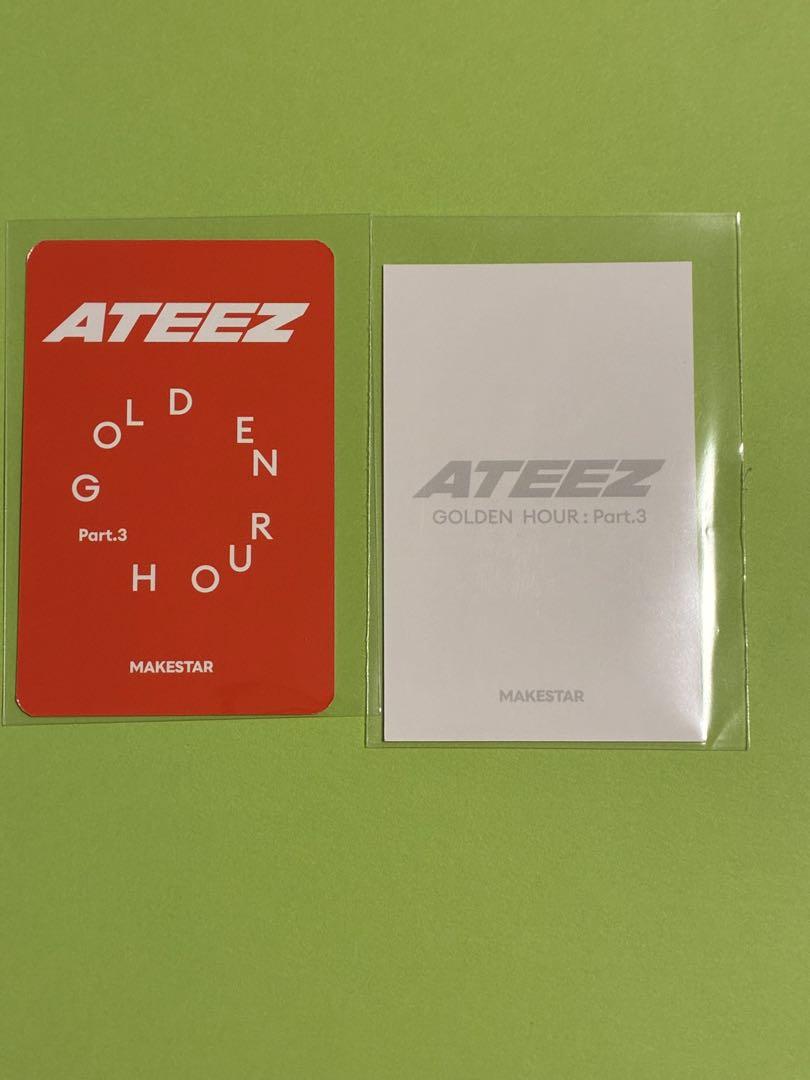 ATEEZ
GOLDEN
HOUR
Part.3
MAKESTAR
ATEEZ
GOLDEN HOUR : Part.3
MAKESTAR